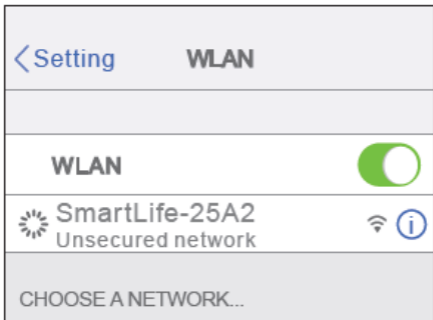 Setting WLAN
WLAN
SmartLife-25A2
Unsecured network
CHOOSE A NETWORK...